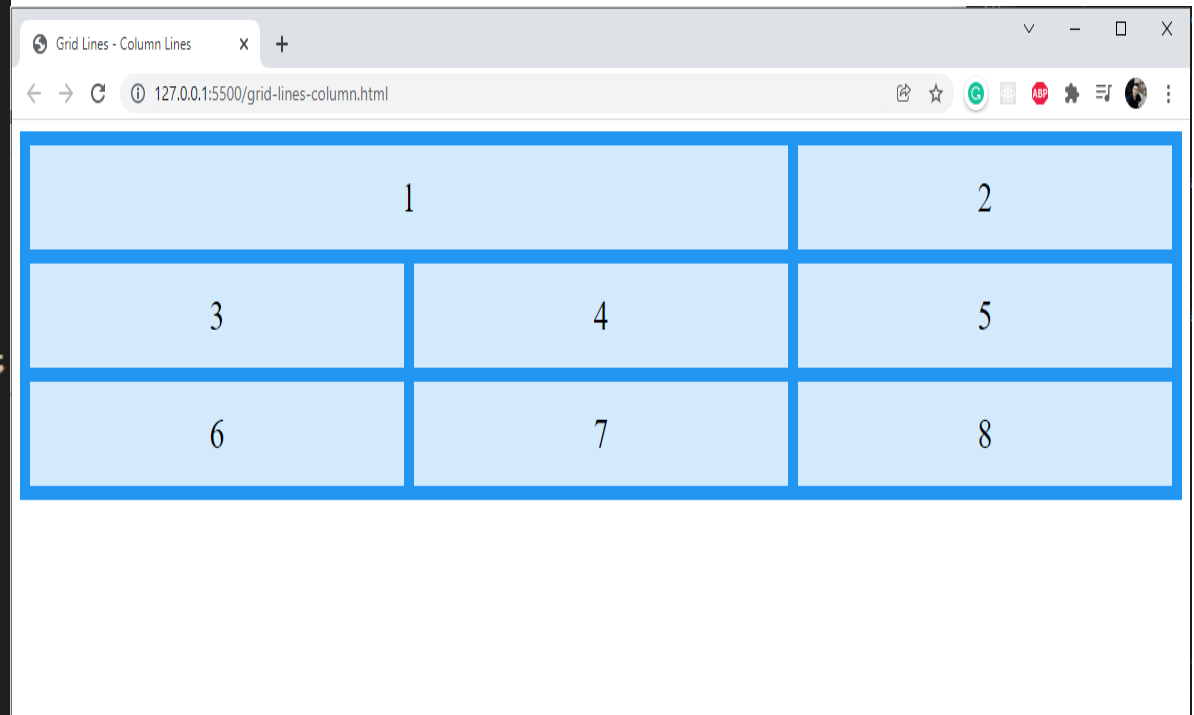 Grid Lines - Column Lines
127.0.0.1:5500/grid-lines-column.html
ABP
1 2
3 4 5
6 7 8